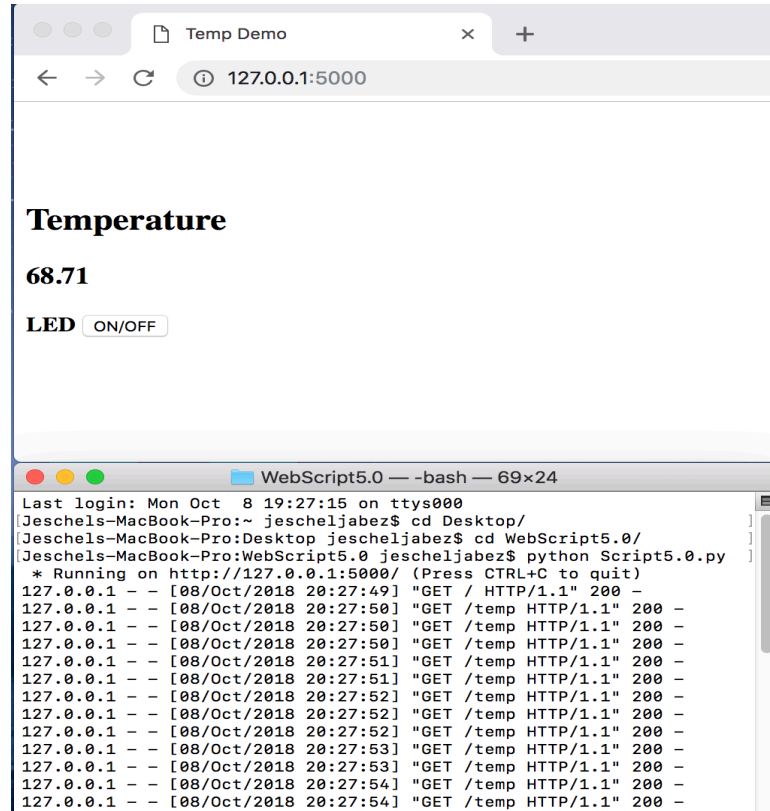 Temp Demo
127.0.0.1:5000
Temperature
68.71
LED ON/OFF
WebScript5.0 — -bash — 69×24
Last login: Mon Oct  8 19:27:15 on ttys000
[Jeschels-MacBook-Pro:~ jescheljabez$ cd Desktop/ ]
[Jeschels-MacBook-Pro:Desktop jescheljabez$ cd WebScript5.0/ ]
[Jeschels-MacBook-Pro:WebScript5.0 jescheljabez$ python Script5.0.py ]
 * Running on http://127.0.0.1:5000/ (Press CTRL+C to quit)
127.0.0.1 - - [08/Oct/2018 20:27:49] "GET / HTTP/1.1" 200 -
127.0.0.1 - - [08/Oct/2018 20:27:50] "GET /temp HTTP/1.1" 200 -
127.0.0.1 - - [08/Oct/2018 20:27:50] "GET /temp HTTP/1.1" 200 -
127.0.0.1 - - [08/Oct/2018 20:27:50] "GET /temp HTTP/1.1" 200 -
127.0.0.1 - - [08/Oct/2018 20:27:51] "GET /temp HTTP/1.1" 200 -
127.0.0.1 - - [08/Oct/2018 20:27:51] "GET /temp HTTP/1.1" 200 -
127.0.0.1 - - [08/Oct/2018 20:27:52] "GET /temp HTTP/1.1" 200 -
127.0.0.1 - - [08/Oct/2018 20:27:52] "GET /temp HTTP/1.1" 200 -
127.0.0.1 - - [08/Oct/2018 20:27:52] "GET /temp HTTP/1.1" 200 -
127.0.0.1 - - [08/Oct/2018 20:27:53] "GET /temp HTTP/1.1" 200 -
127.0.0.1 - - [08/Oct/2018 20:27:53] "GET /temp HTTP/1.1" 200 -
127.0.0.1 - - [08/Oct/2018 20:27:54] "GET /temp HTTP/1.1" 200 -
127.0.0.1 - - [08/Oct/2018 20:27:54] "GET /temp HTTP/1.1" 200 -